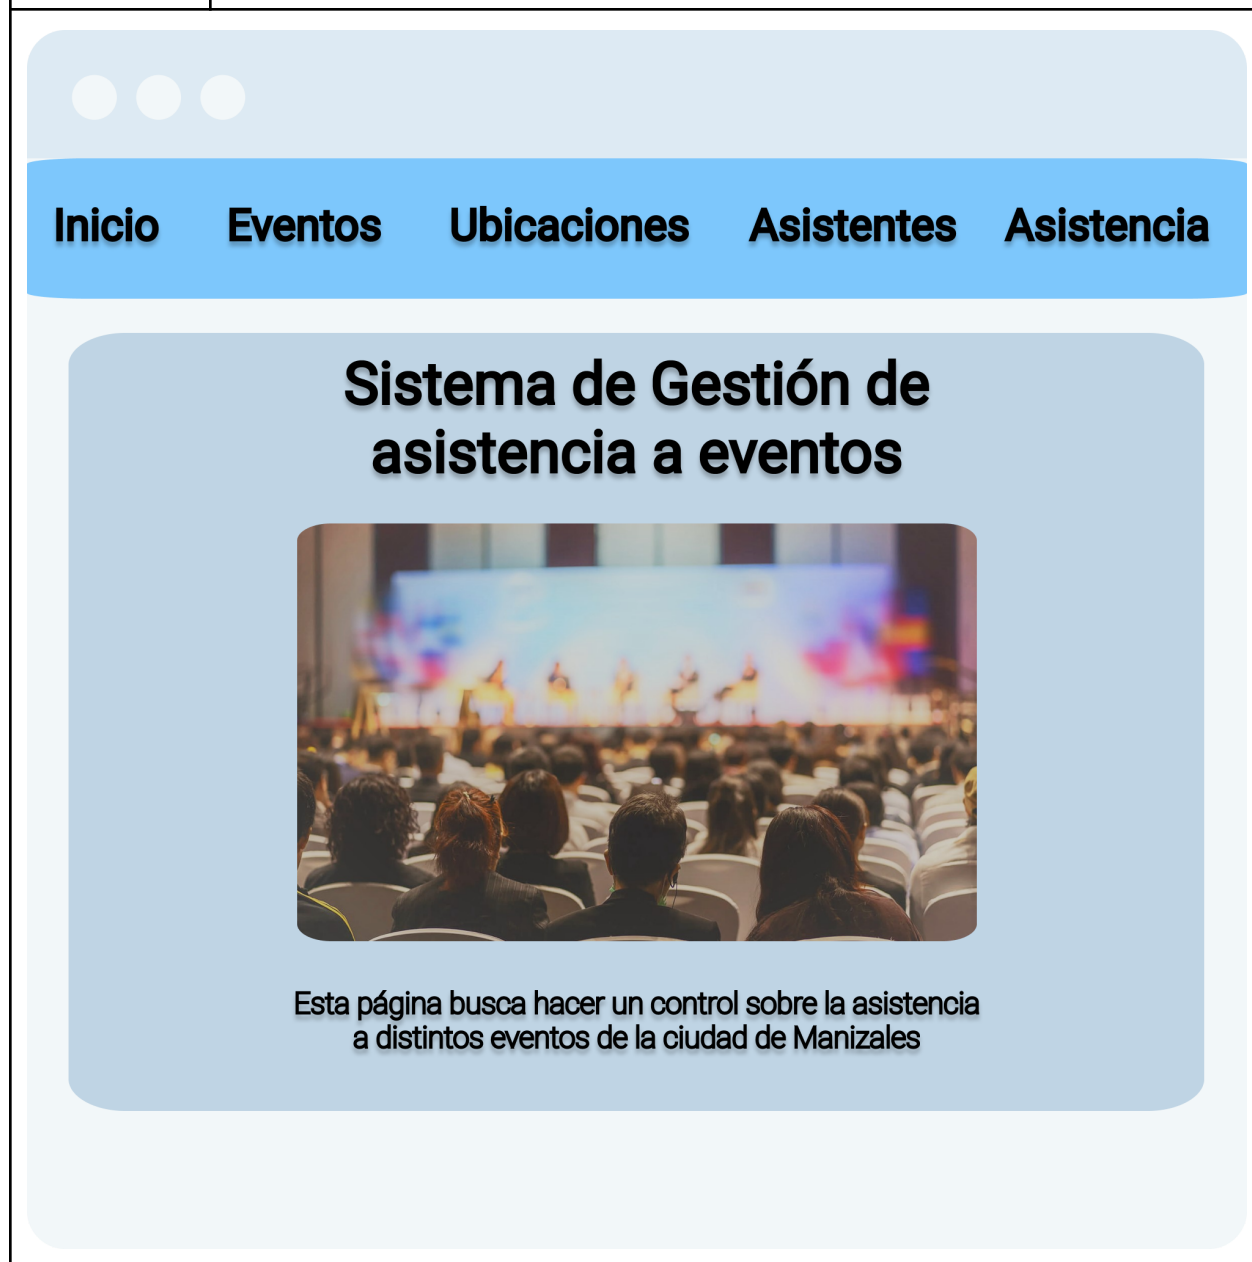 Inicio Eventos Ubicaciones Asistentes Asistencia
Sistema de Gestión de
asistencia a eventos
Esta página busca hacer un control sobre la asistencia
a distintos eventos de la ciudad de Manizales